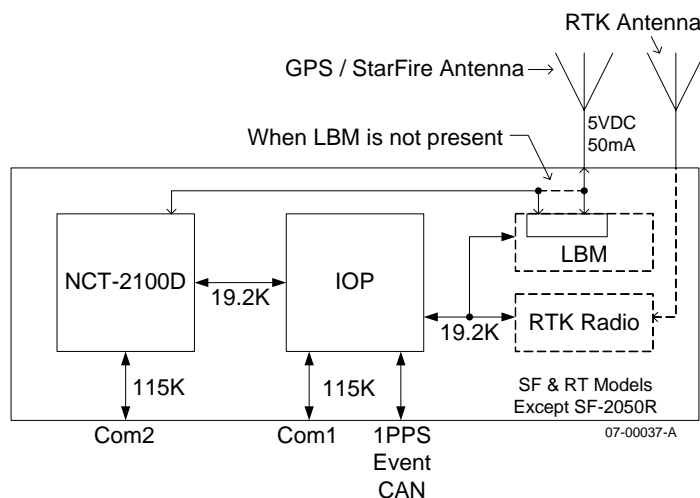 RTK Antenna
GPS / StarFire Antenna
5VDC
50mA
When LBM is not present
NCT-2100D
19.2K
IOP
LBM
19.2K
RTK Radio
115K
115K
SF & RT Models
Except SF-2050R
Com2
Com1
1PPS
Event
CAN
07-00037-A